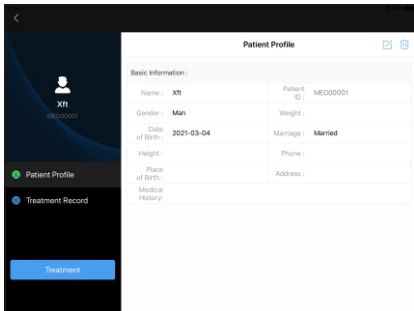 Patient Profile
Xft
MED00001
Patient Profile
Treatment Record
Treatment
Basic Information :
Name : Xft
Patient ID : MED00001
Gender : Man
Weight :
Date of Birth : 2021-03-04
Marriage : Married
Height :
Phone :
Place of Birth :
Address :
Medical History: